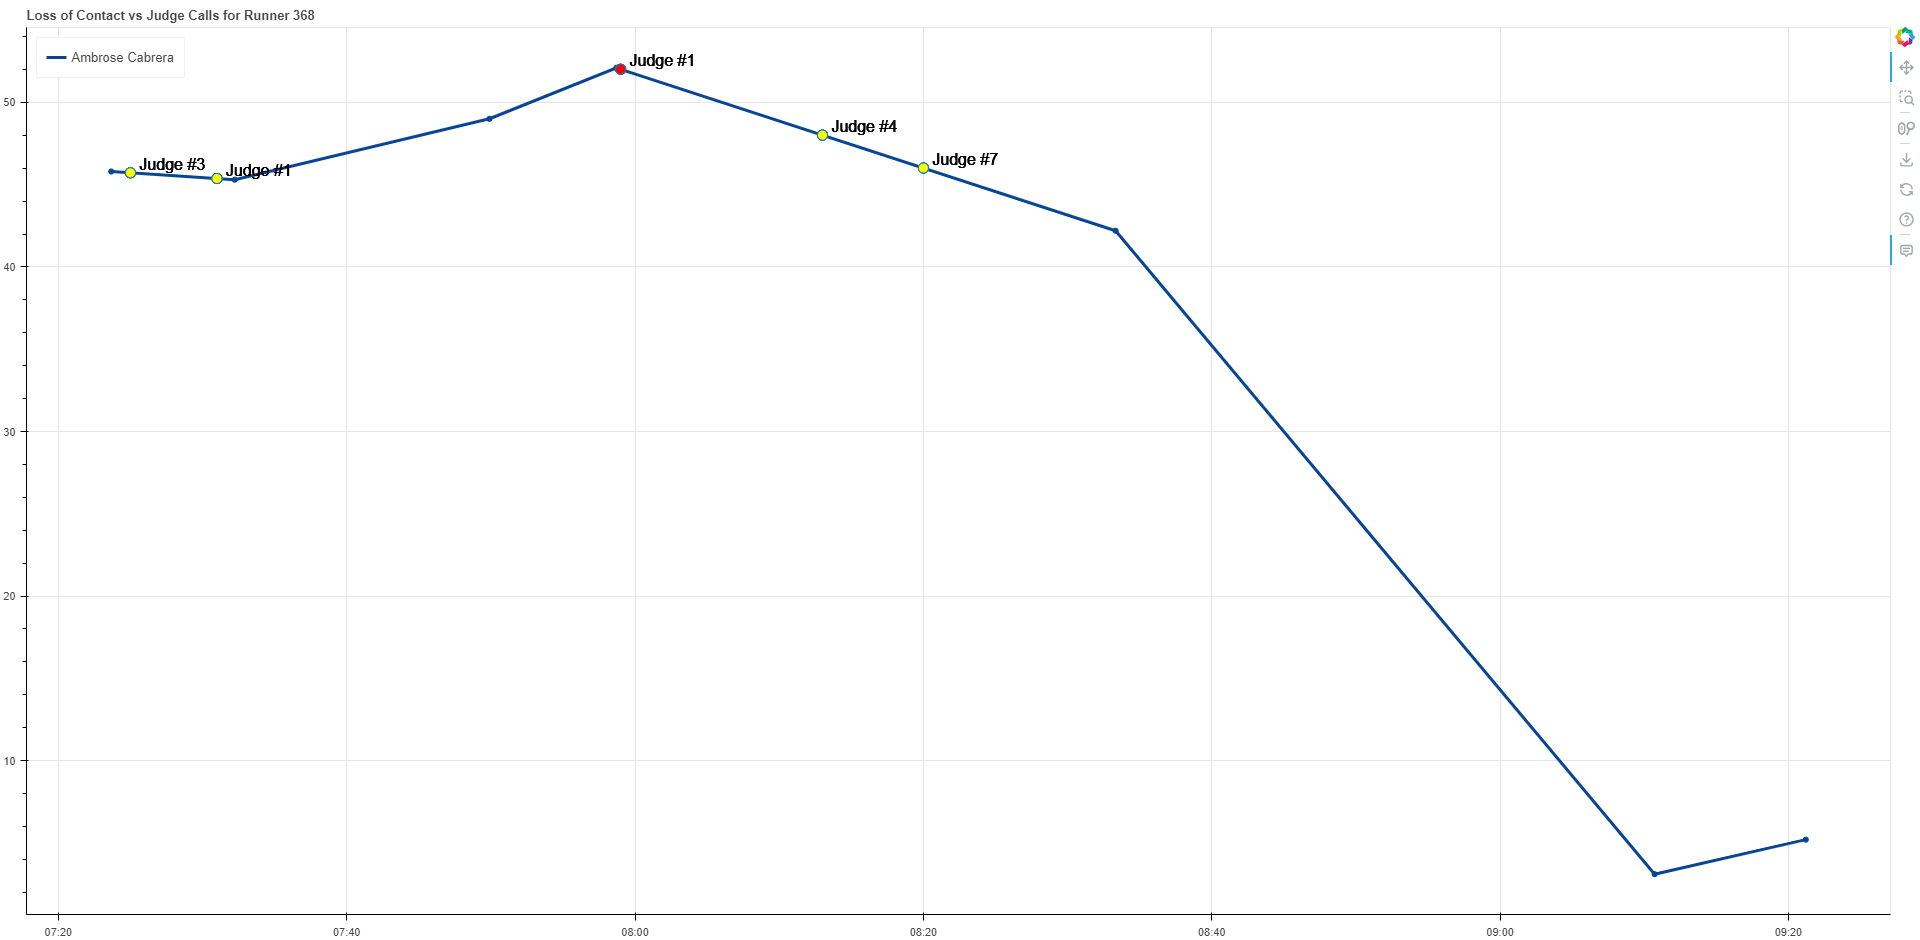 Loss of Contact vs Judge Calls for Runner 368
Ambrose Cabrera
Judge #1
Judge #4
Judge #7
Judge #3
Judge #1
50
40
30
20
10
07:20
07:40
08:00
08:20
08:40
09:00
09:20